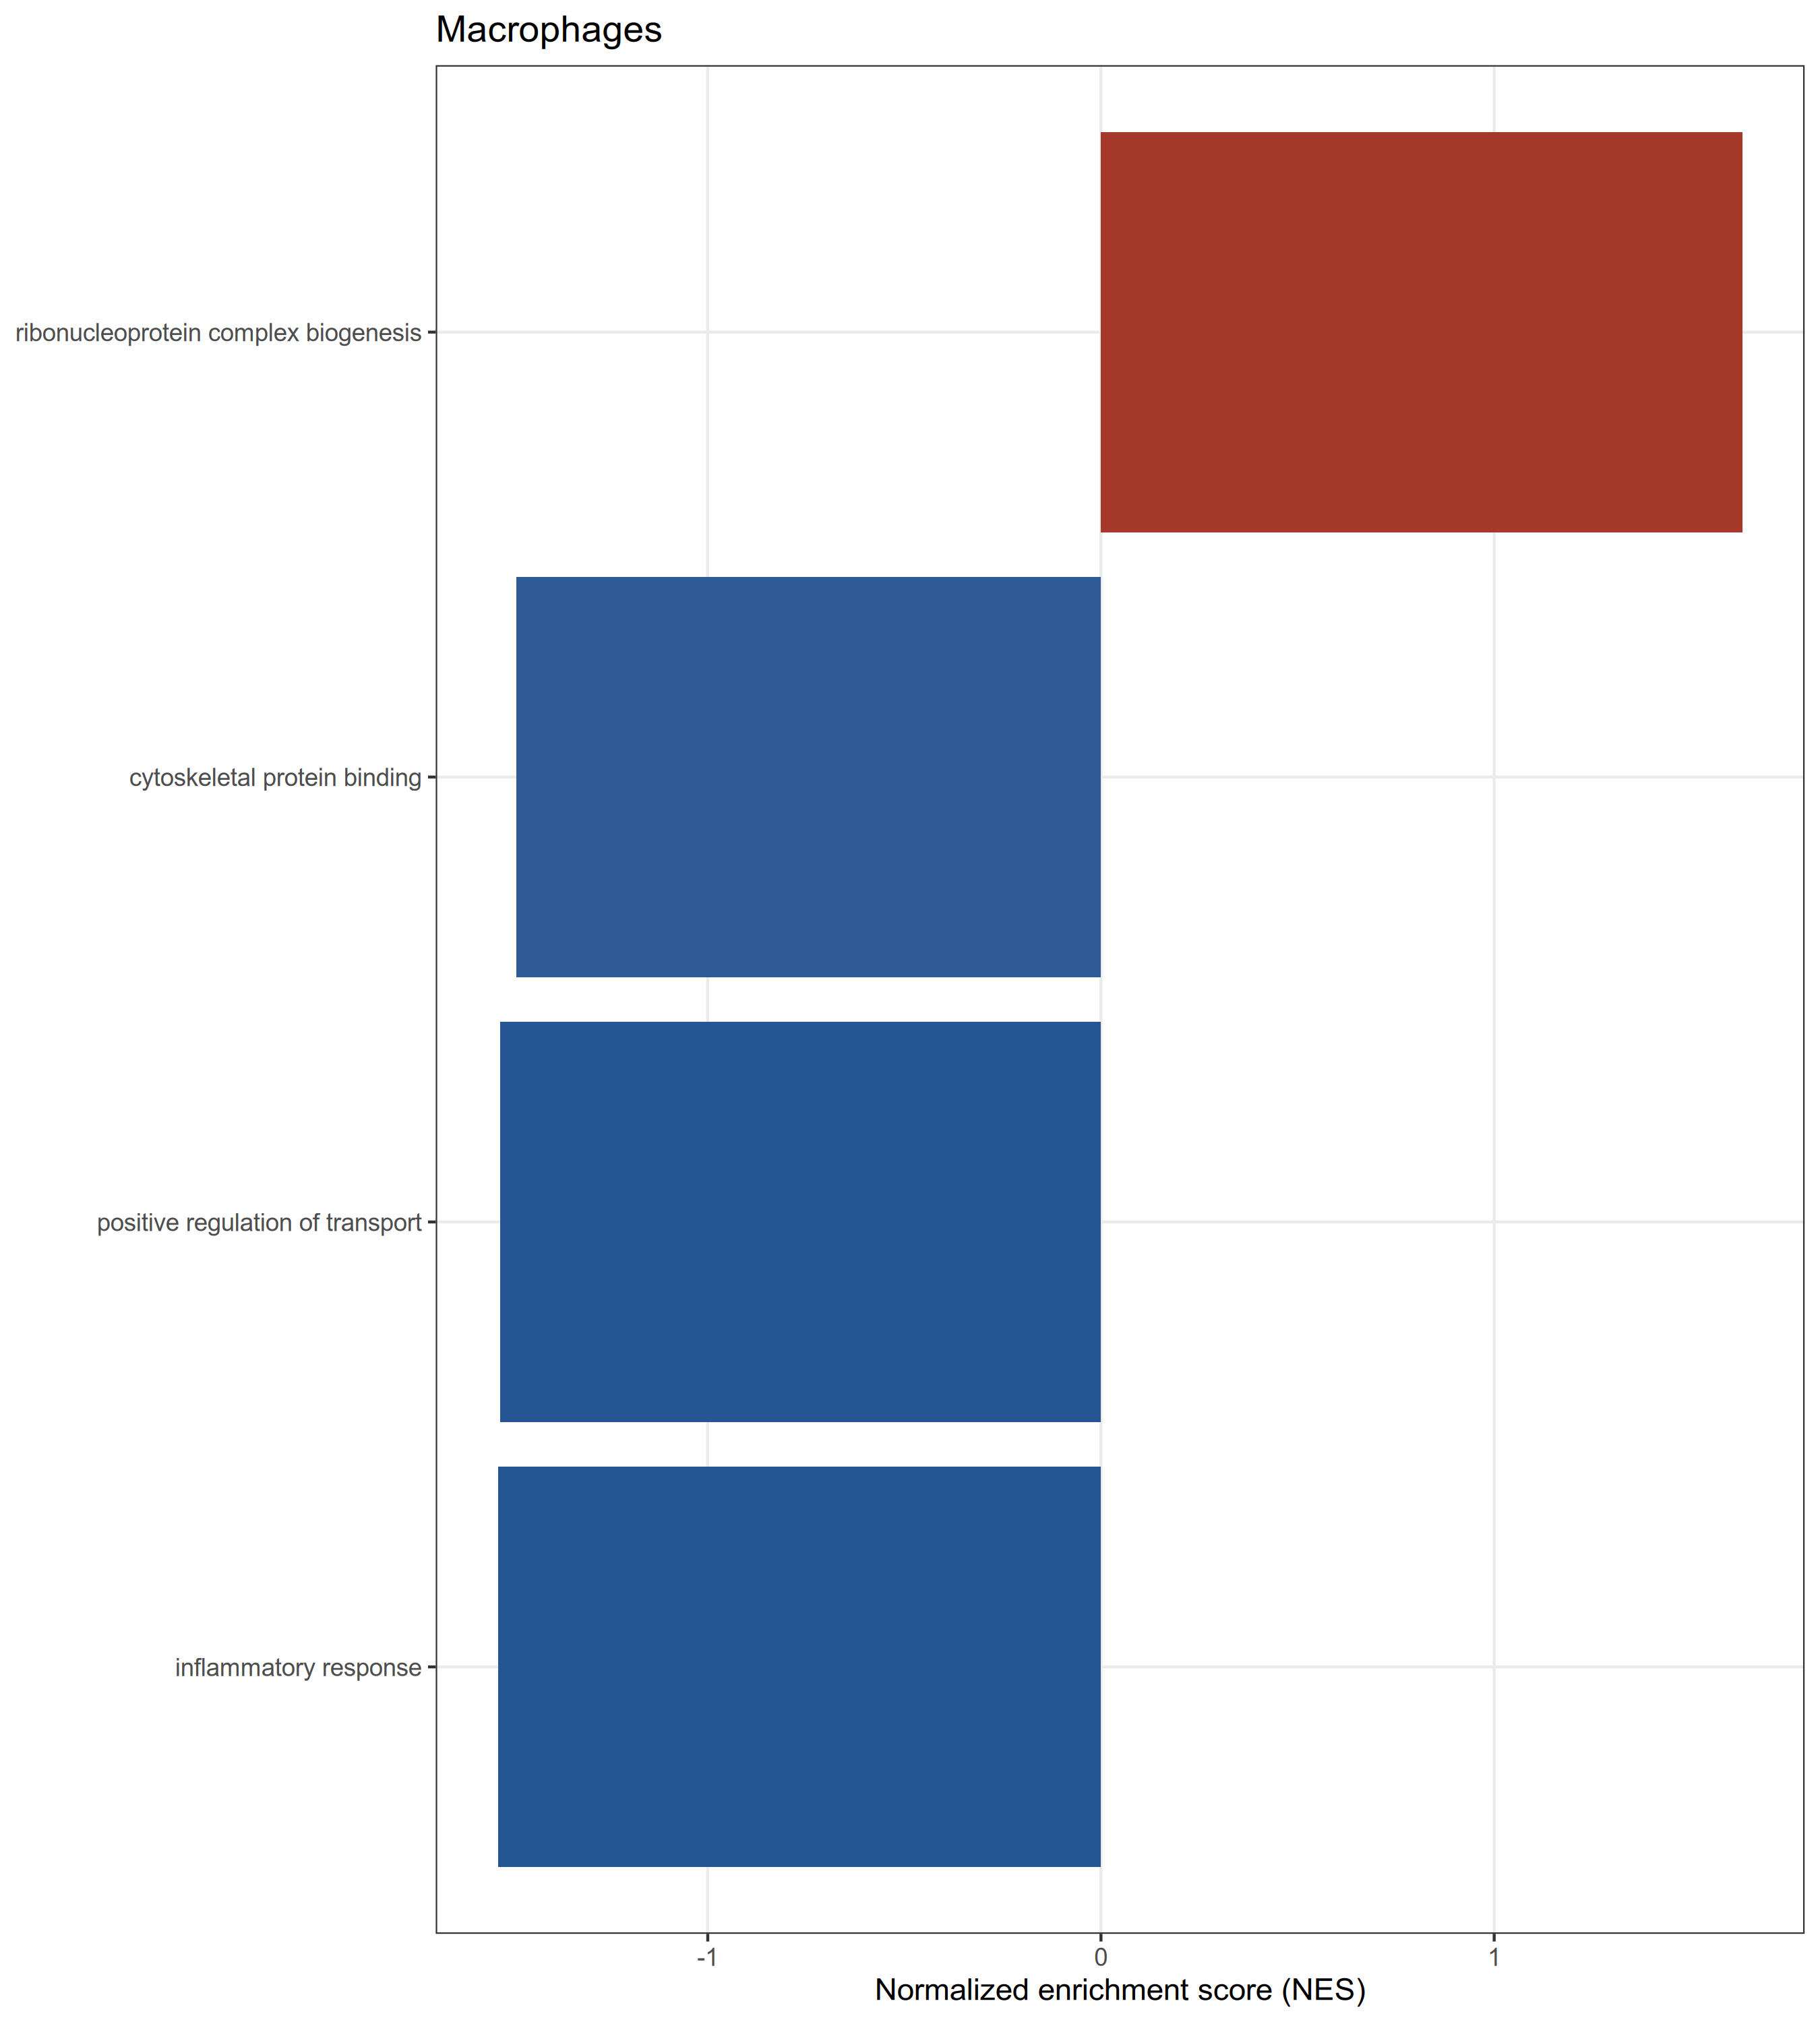 Macrophages
ribonucleoprotein complex biogenesis
cytoskeletal protein binding
positive regulation of transport
inflammatory response
-1 0 1
Normalized enrichment score (NES)